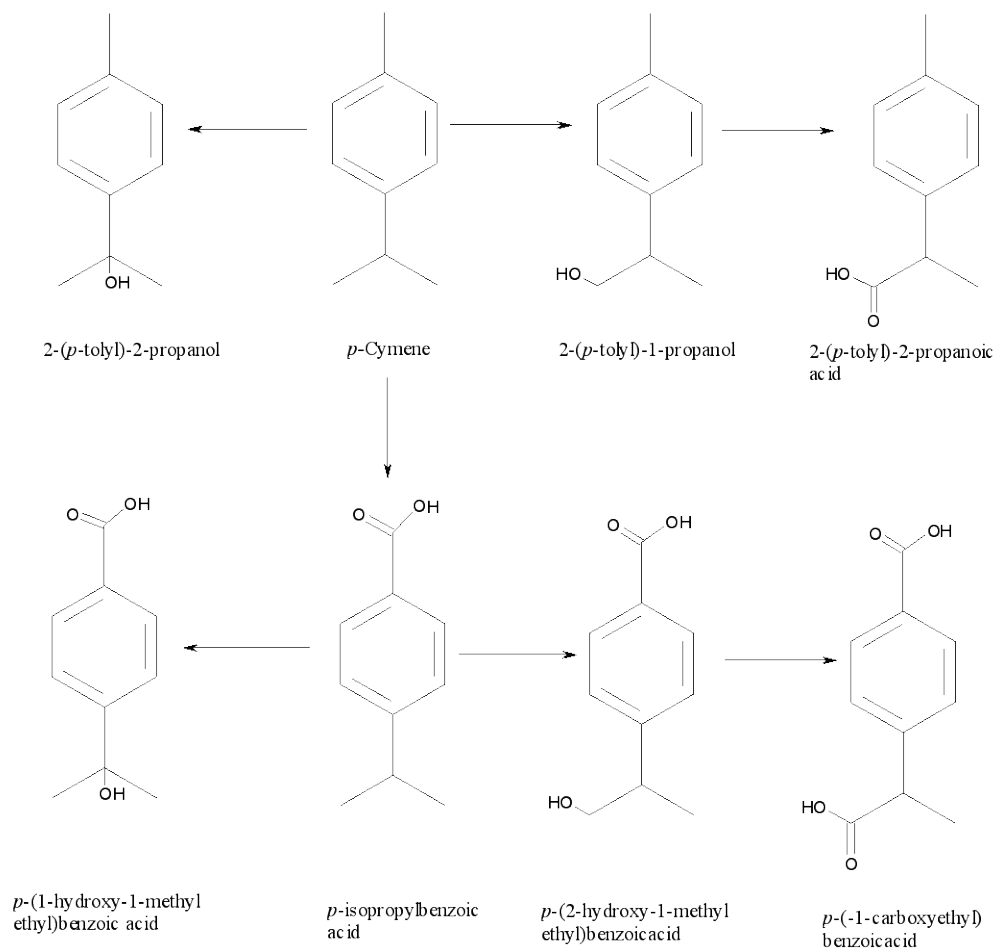 OH
HO
HO
O
2-(p-tolyl)-2-propanol
p-Cymene
2-(p-tolyl)-1-propanol
2-(p-tolyl)-2-propanoic
acid
O
OH
O
OH
O
OH
O
OH
OH
HO
HO
O
p-(1-hydroxy-1-methyl
ethyl)benzoic acid
p-isopropylbenzoic
acid
p-(2-hydroxy-1-methyl
ethyl)benzoicacid
p-(-1-carboxyethyl)
benzoicacid